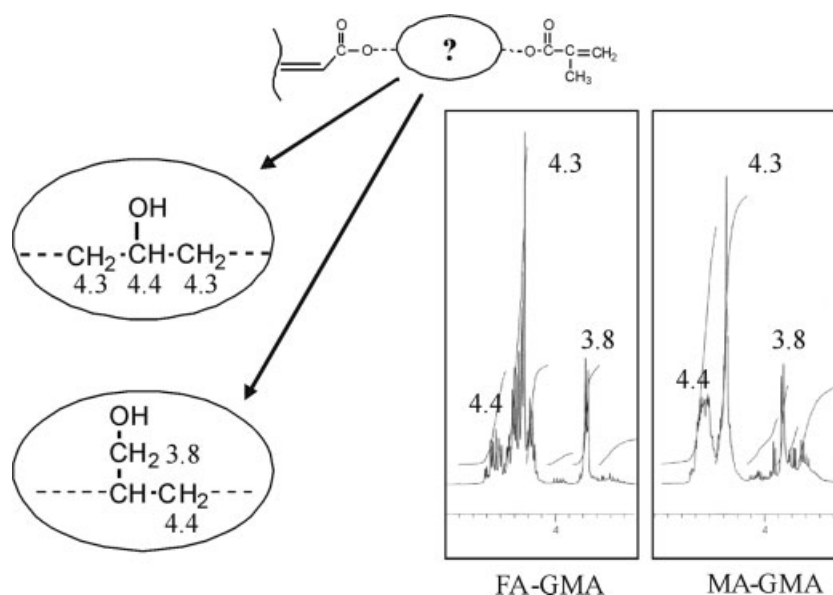 O
C
O
?
O
O
C
CH2
CH3
OH
CH2 CH CH2
4.3 4.4 4.3
OH
CH2 3.8
CH CH2
4.4
4.3
4.4
3.8
4
FA-GMA
4.3
4.4
3.8
4
MA-GMA